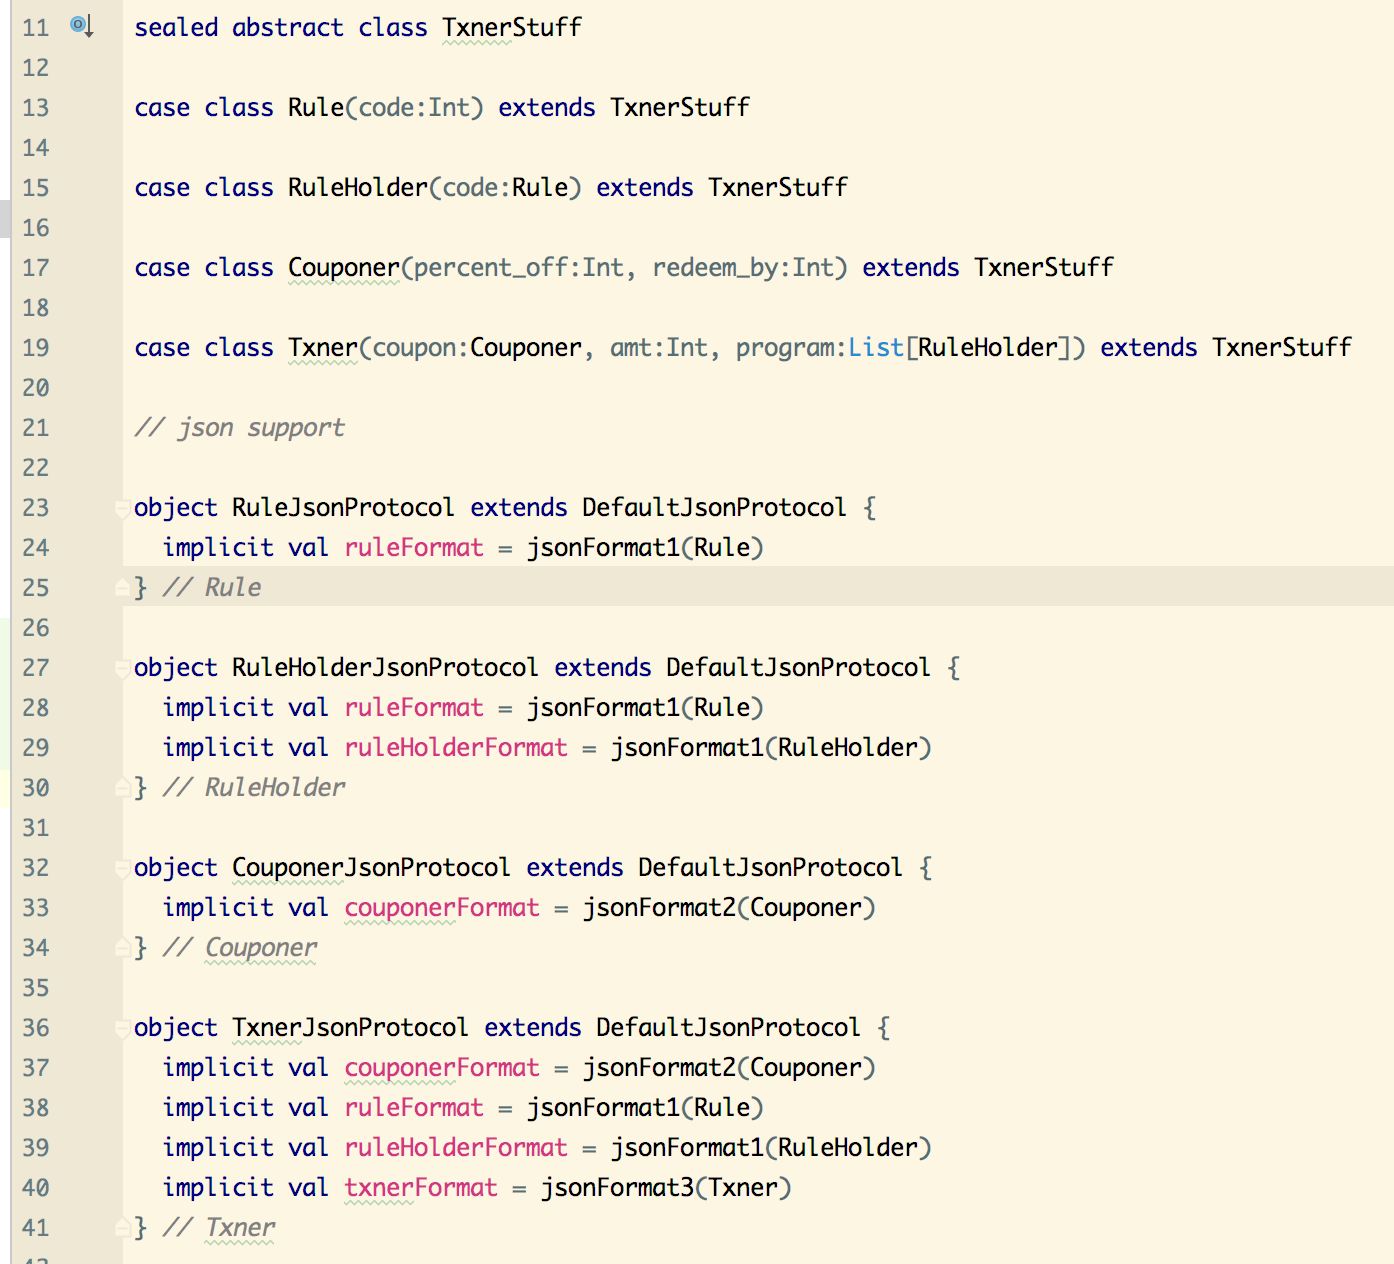 11 sealed abstract class TxnerStuff
12
13 case class Rule(code:Int) extends TxnerStuff
14
15 case class RuleHolder(code:Rule) extends TxnerStuff
16
17 case class Couponer(percent_off:Int, redeem_by:Int) extends TxnerStuff
18
19 case class Txner(coupon:Couponer, amt:Int, program:List[RuleHolder]) extends TxnerStuff
20
21 // json support
22
23 object RuleJsonProtocol extends DefaultJsonProtocol {
24   implicit val ruleFormat = jsonFormat1(Rule)
25 } // Rule
26
27 object RuleHolderJsonProtocol extends DefaultJsonProtocol {
28   implicit val ruleFormat = jsonFormat1(Rule)
29   implicit val ruleHolderFormat = jsonFormat1(RuleHolder)
30 } // RuleHolder
31
32 object CouponerJsonProtocol extends DefaultJsonProtocol {
33   implicit val couponerFormat = jsonFormat2(Couponer)
34 } // Couponer
35
36 object TxnerJsonProtocol extends DefaultJsonProtocol {
37   implicit val couponerFormat = jsonFormat2(Couponer)
38   implicit val ruleFormat = jsonFormat1(Rule)
39   implicit val ruleHolderFormat = jsonFormat1(RuleHolder)
40   implicit val txnerFormat = jsonFormat3(Txner)
41 } // Txner